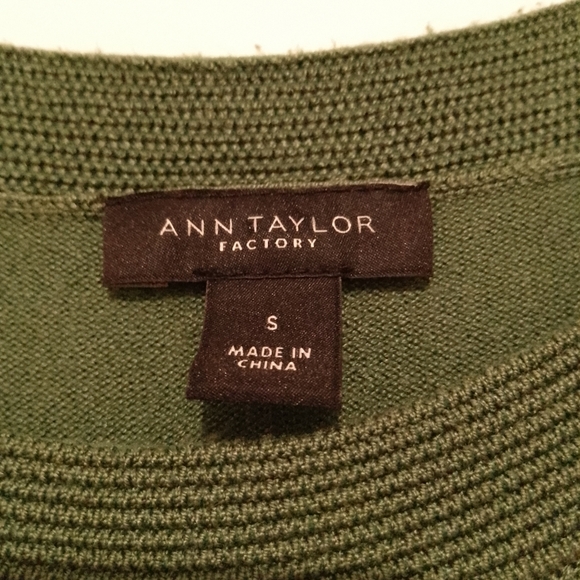 ANN TAYLOR
FACTORY
S
MADE IN
CHINA